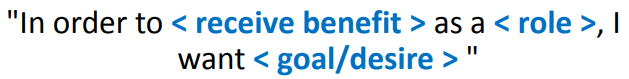 "In order to < receive benefit > as a < role >, I
want < goal/desire > "